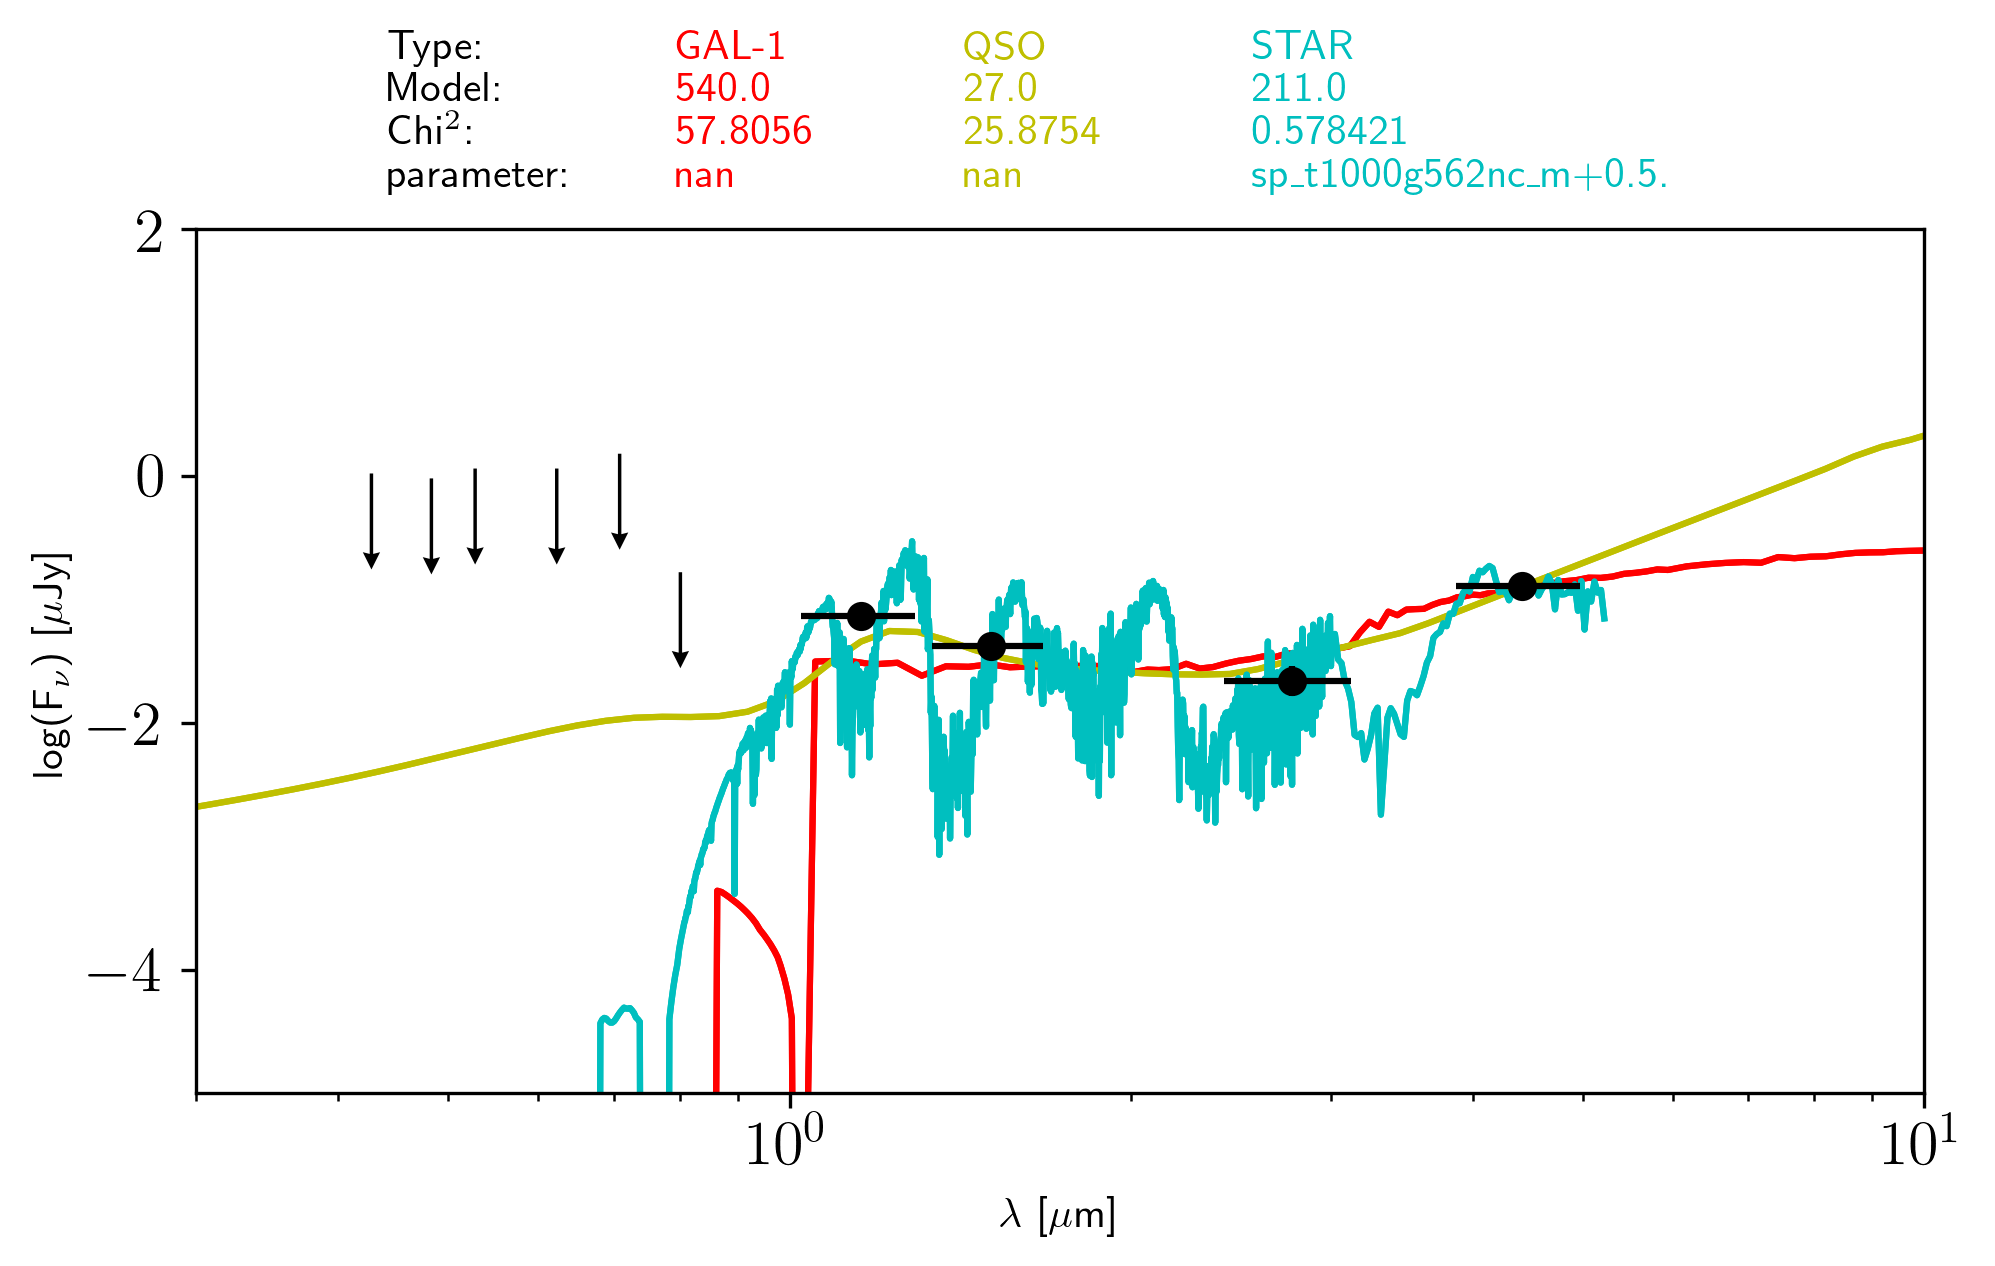 Type: GAL-1 QSO STAR
Model: 540.0 27.0 211.0
Chi²: 57.8056 25.8754 0.578421
parameter: nan nan sp_t1000g562nc_m+0.5.
2
0
−2
−4
log(Fν) [μJy]
10⁰ 10¹
λ [μm]